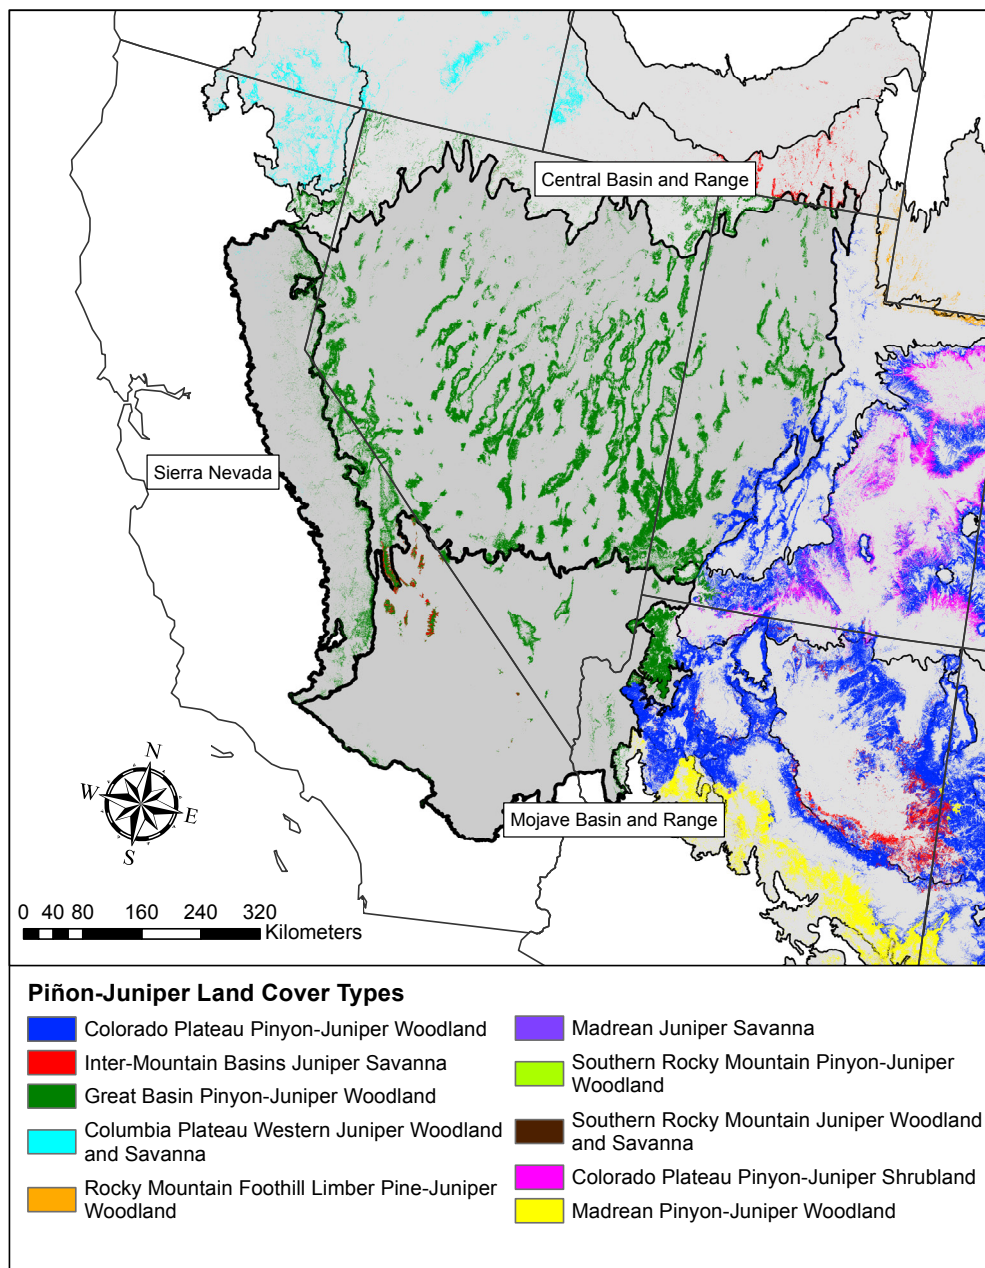 Central Basin and Range
Sierra Nevada
Mojave Basin and Range
N
W
E
S
0 40 80 160 240 320
Kilometers
Piñon-Juniper Land Cover Types
Colorado Plateau Pinyon-Juniper Woodland
Inter-Mountain Basins Juniper Savanna
Great Basin Pinyon-Juniper Woodland
Columbia Plateau Western Juniper Woodland
and Savanna
Rocky Mountain Foothill Limber Pine-Juniper
Woodland
Madrean Juniper Savanna
Southern Rocky Mountain Pinyon-Juniper
Woodland
Southern Rocky Mountain Juniper Woodland
and Savanna
Colorado Plateau Pinyon-Juniper Shrubland
Madrean Pinyon-Juniper Woodland